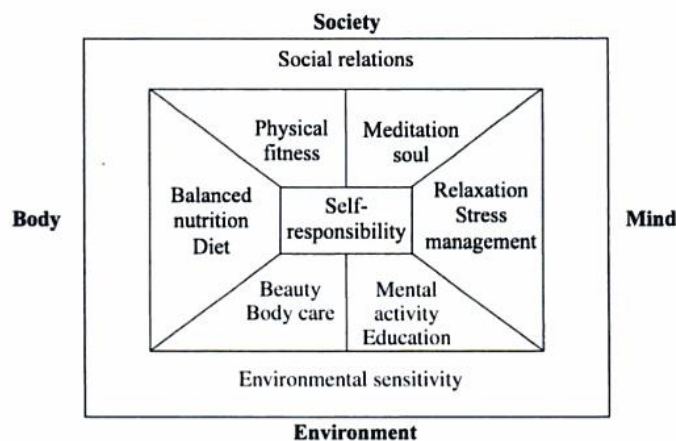 Society
Social relations
Physical
fitness
Meditation
soul
Balanced
nutrition
Diet
Self-
responsibility
Relaxation
Stress
management
Body
Mind
Beauty
Body care
Mental
activity
Education
Environmental sensitivity
Environment